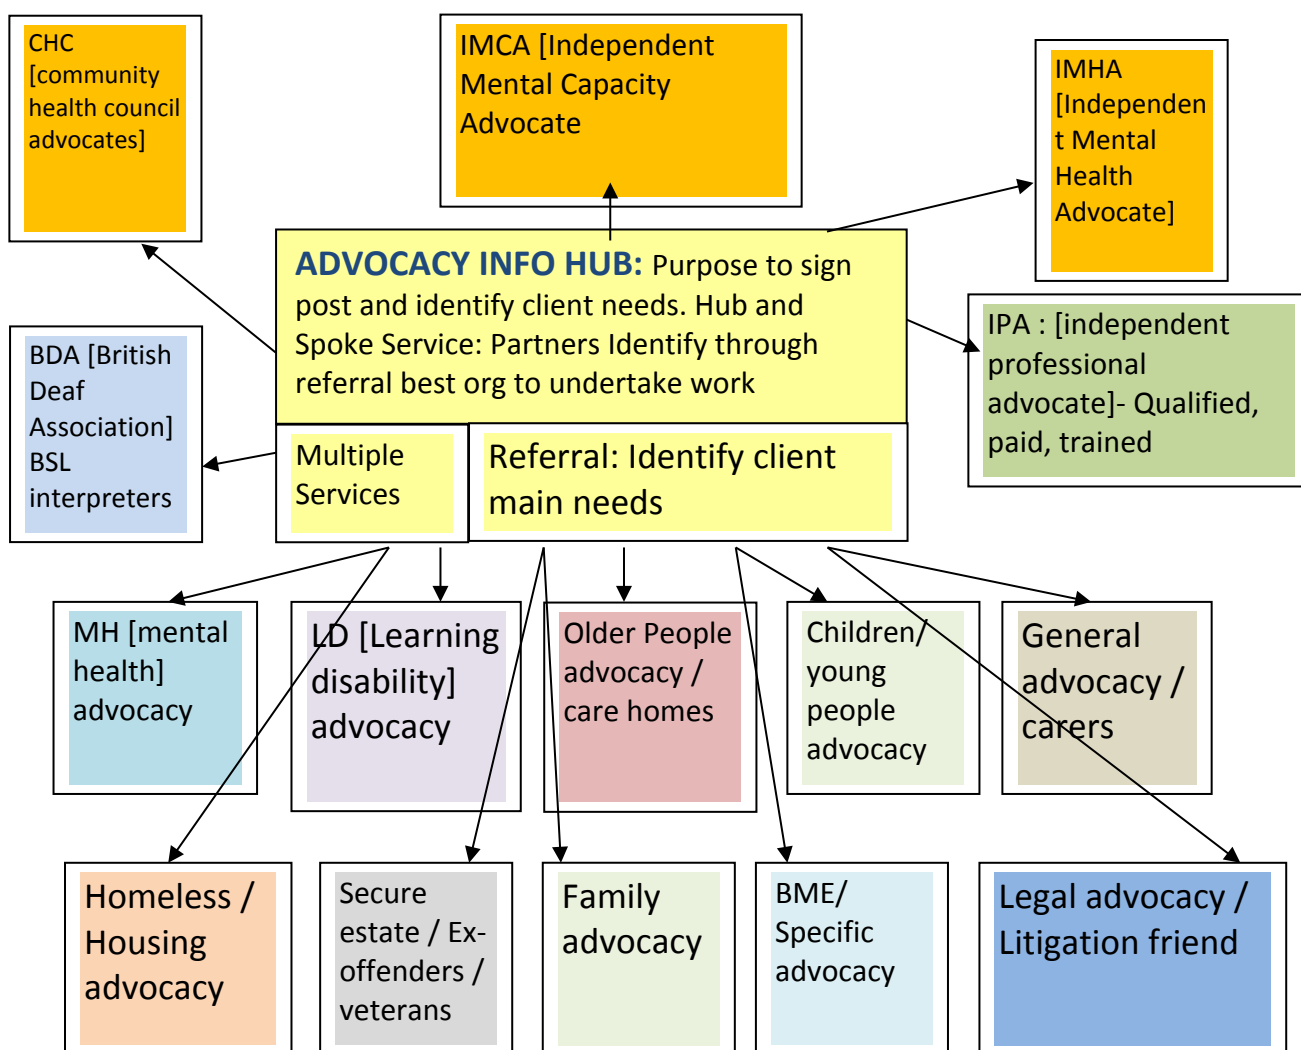 CHC
[community
health council
advocates]
IMCA [Independent
Mental Capacity
Advocate
IMHA
[Independen
t Mental
Health
Advocate]
ADVOCACY INFO HUB: Purpose to sign
post and identify client needs. Hub and
Spoke Service: Partners Identify through
referral best org to undertake work
BDA [British
Deaf
Association]
BSL
interpreters
Multiple
Services
Referral: Identify client
main needs
IPA : [independent
professional
advocate]- Qualified,
paid, trained
MH [mental
health]
advocacy
LD [Learning
disability]
advocacy
Older People
advocacy /
care homes
Children/
young
people
advocacy
General
advocacy /
carers
Homeless /
Housing
advocacy
Secure
estate / Ex-
offenders /
veterans
Family
advocacy
BME/
Specific
advocacy
Legal advocacy /
Litigation friend